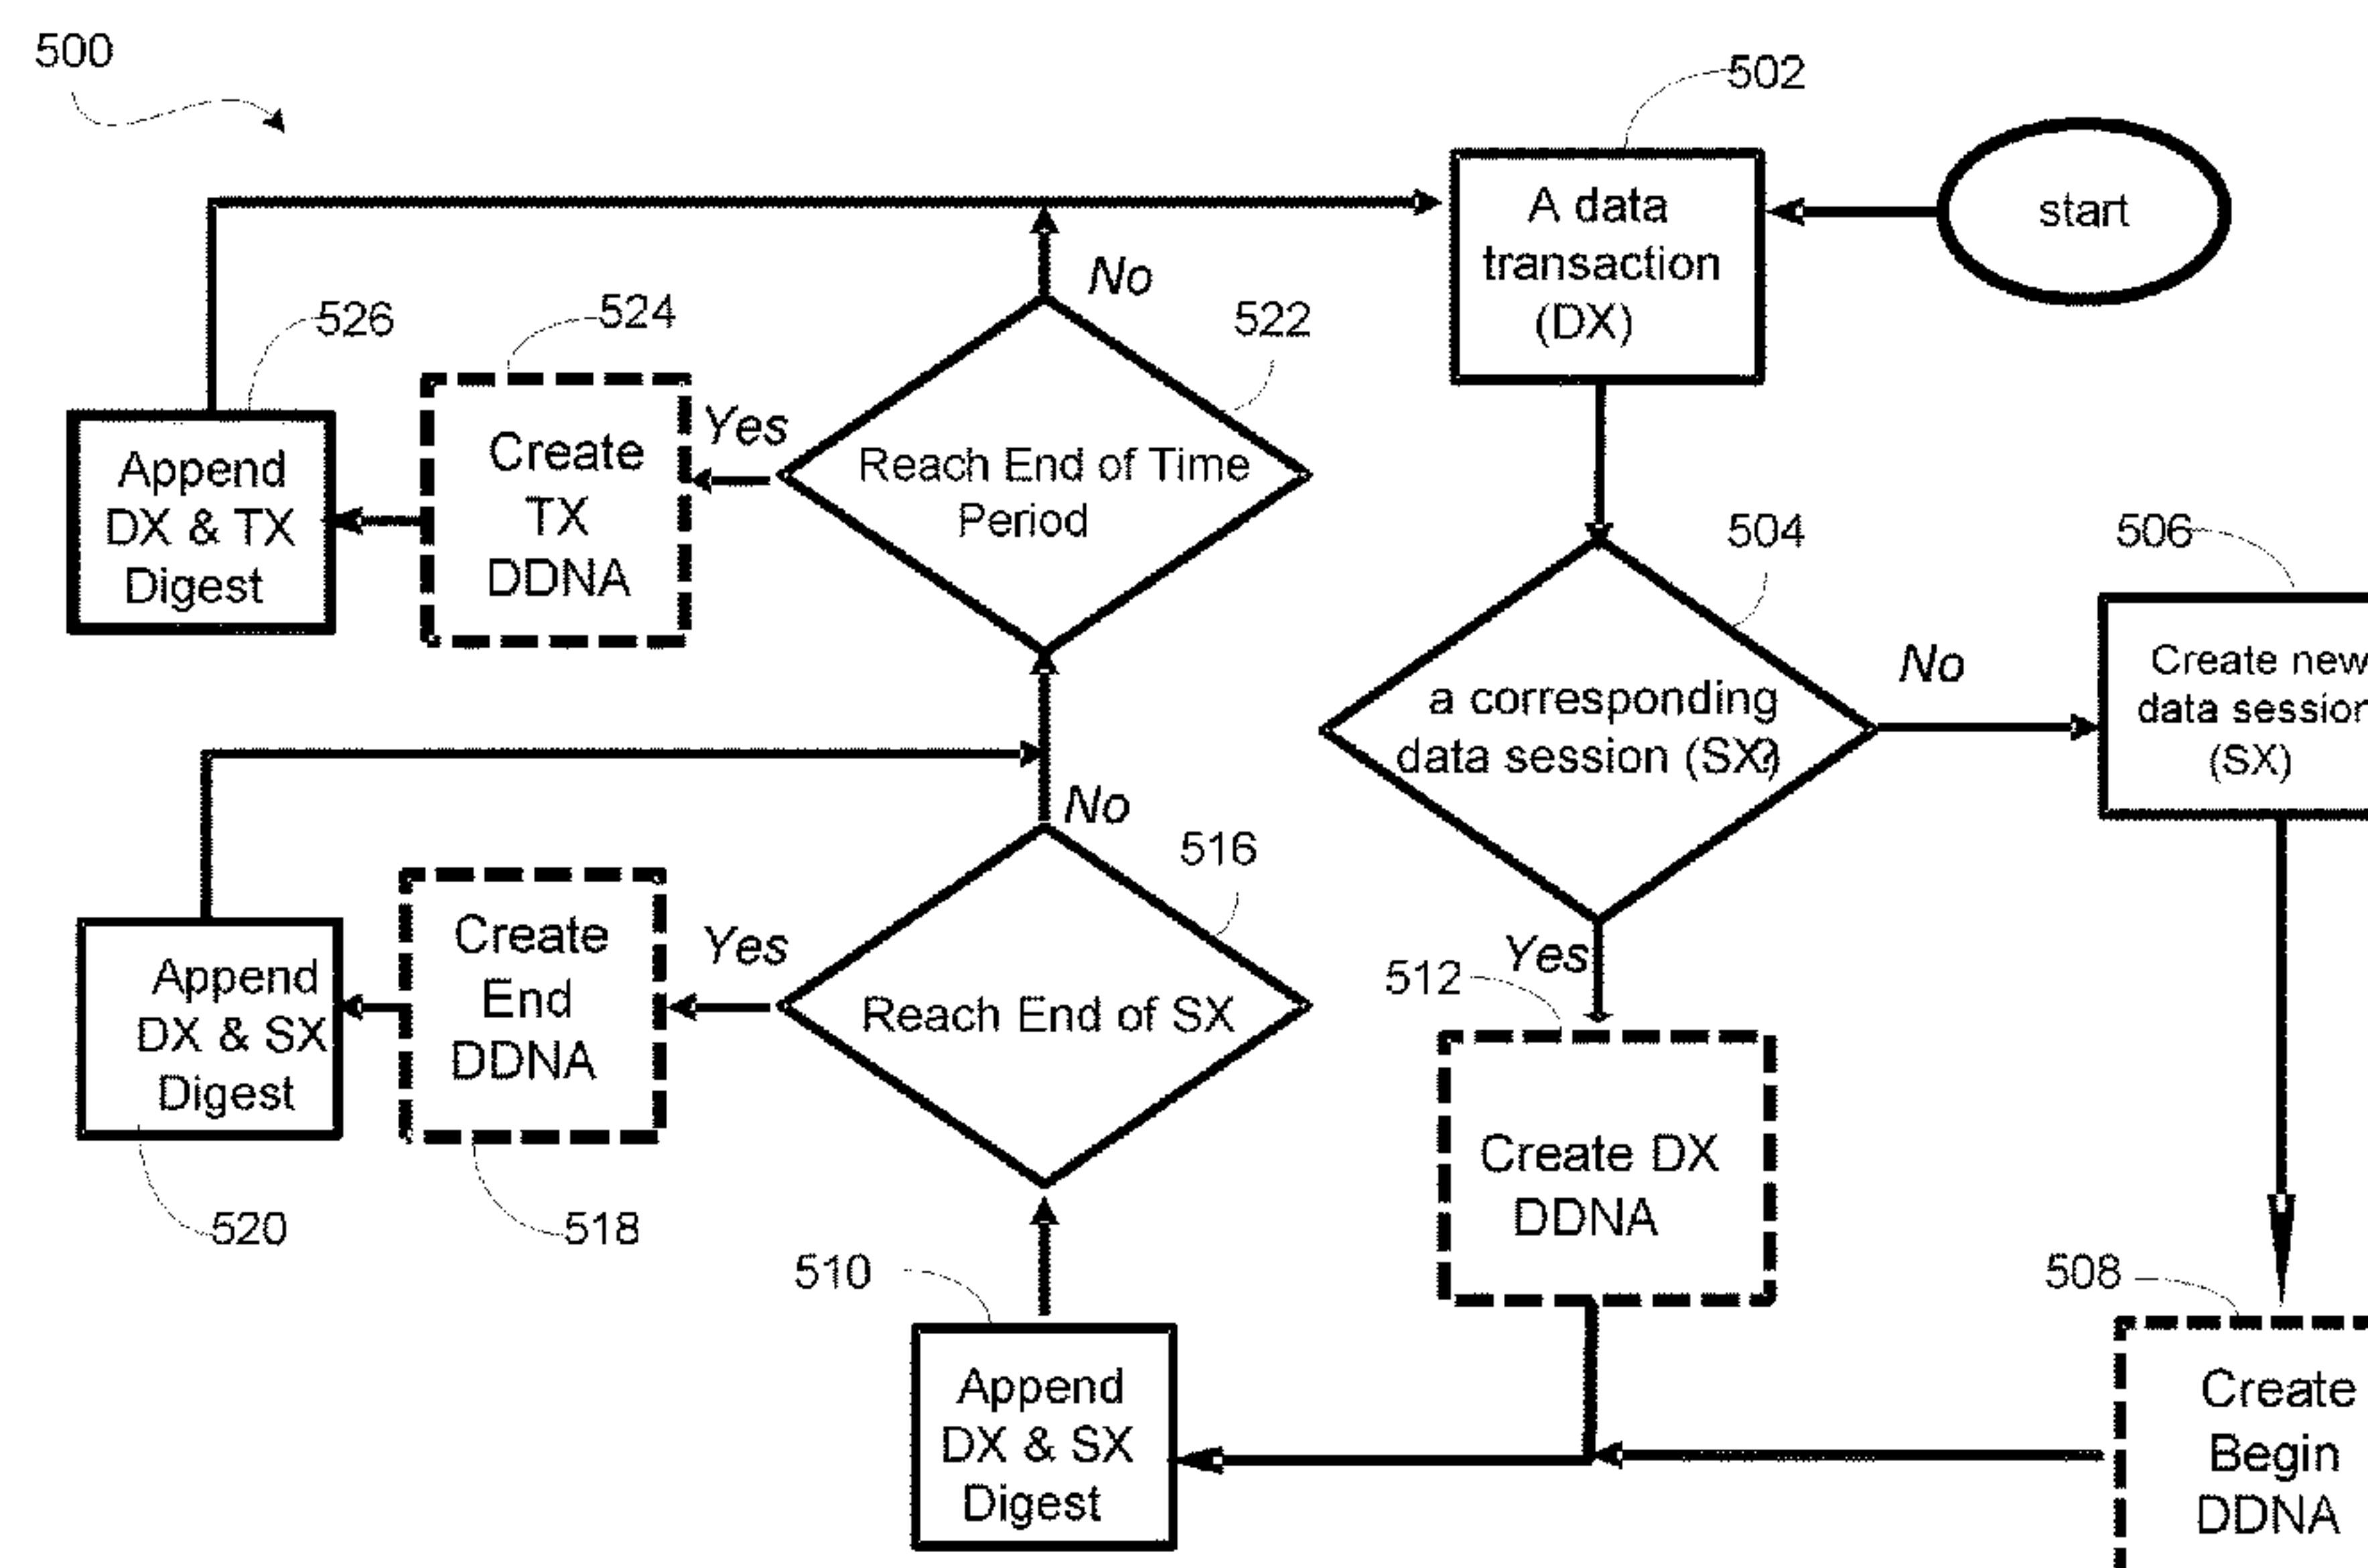 500
502
A data
transaction
(DX)
start
526
524
No
522
Append
DX & TX
Digest
Create
TX
DDNA
Yes
Reach End of Time
Period
504
506
a corresponding
data session (SX?)
No
Create new
data session
(SX)
No
516
Append
DX & SX
Digest
Create
End
DDNA
Yes
Reach End of SX
Yes
512
Create DX
DDNA
520
518
510
508
Append
DX & SX
Digest
Create
Begin
DDNA